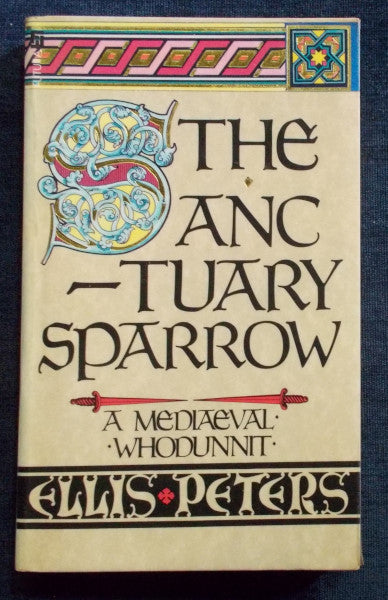 THE
SANC
-TUARY
SPARROW
A MEDIAEVAL·
·WHODUNNIT·
ELLIS PETERS